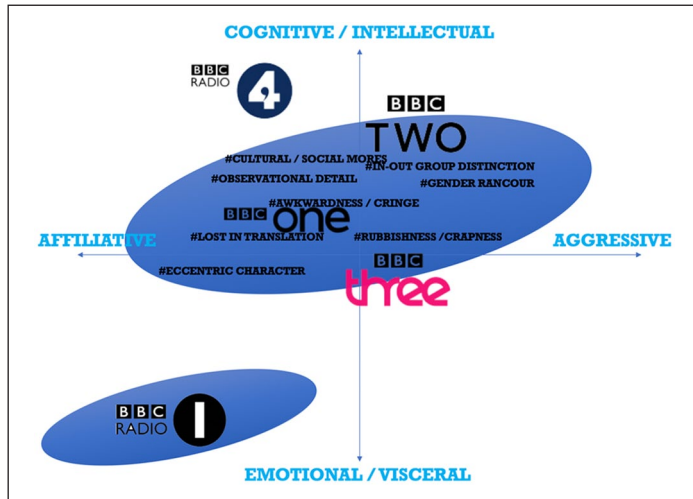 COGNITIVE / INTELLECTUAL
BBC
RADIO
4
BBC
TWO
#CULTURAL / SOCIAL MORES
#IN-OUT GROUP DISTINCTION
#OBSERVATIONAL DETAIL
#GENDER RANCOUR
#AWKWARDNESS / CRINGE
BBC one
#LOST IN TRANSLATION
#RUBBISHNESS /CRAPNESS
AFFILIATIVE
AGGRESSIVE
BBC
three
#ECCENTRIC CHARACTER
BBC
RADIO
1
EMOTIONAL / VISCERAL